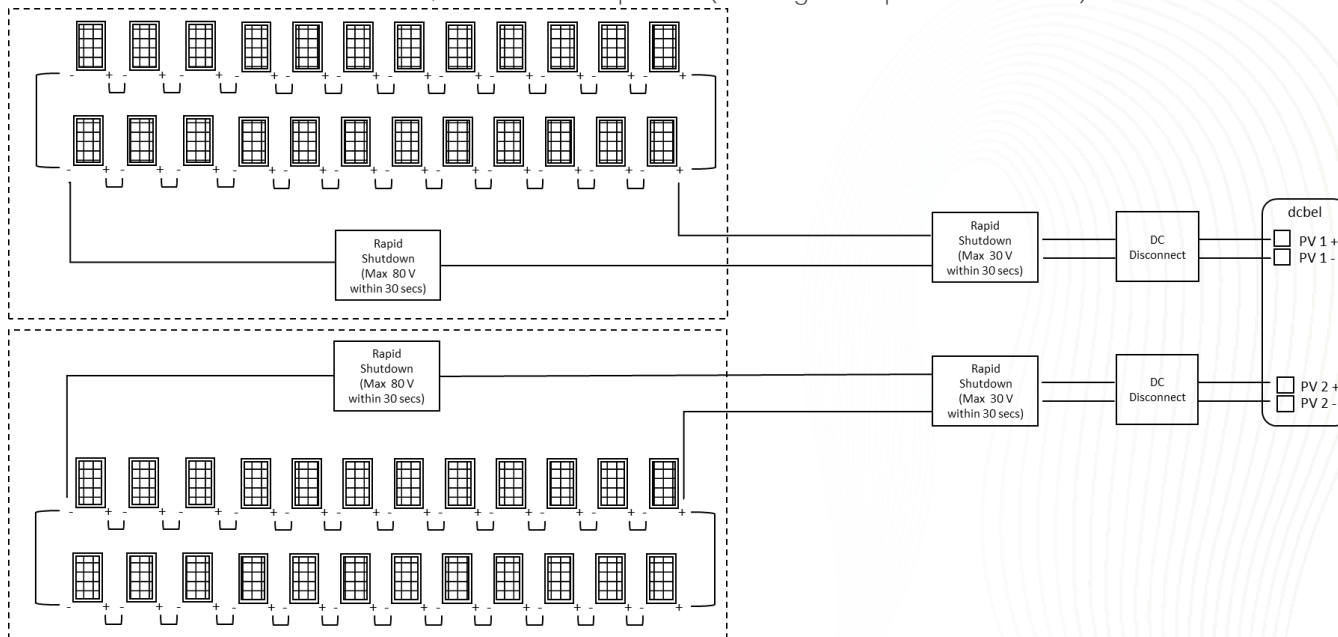 Rapid
Shutdown
(Max 80 V
within 30 secs)
Rapid
Shutdown
(Max 30 V
within 30 secs)
DC
Disconnect
dcbel
PV 1 +
PV 1 -
Rapid
Shutdown
(Max 80 V
within 30 secs)
Rapid
Shutdown
(Max 30 V
within 30 secs)
DC
Disconnect
PV 2 +
PV 2 -